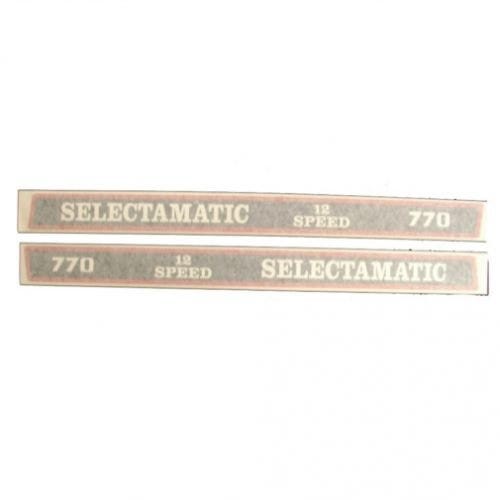 SELECTAMATIC 12 SPEED 770
770 12 SPEED SELECTAMATIC